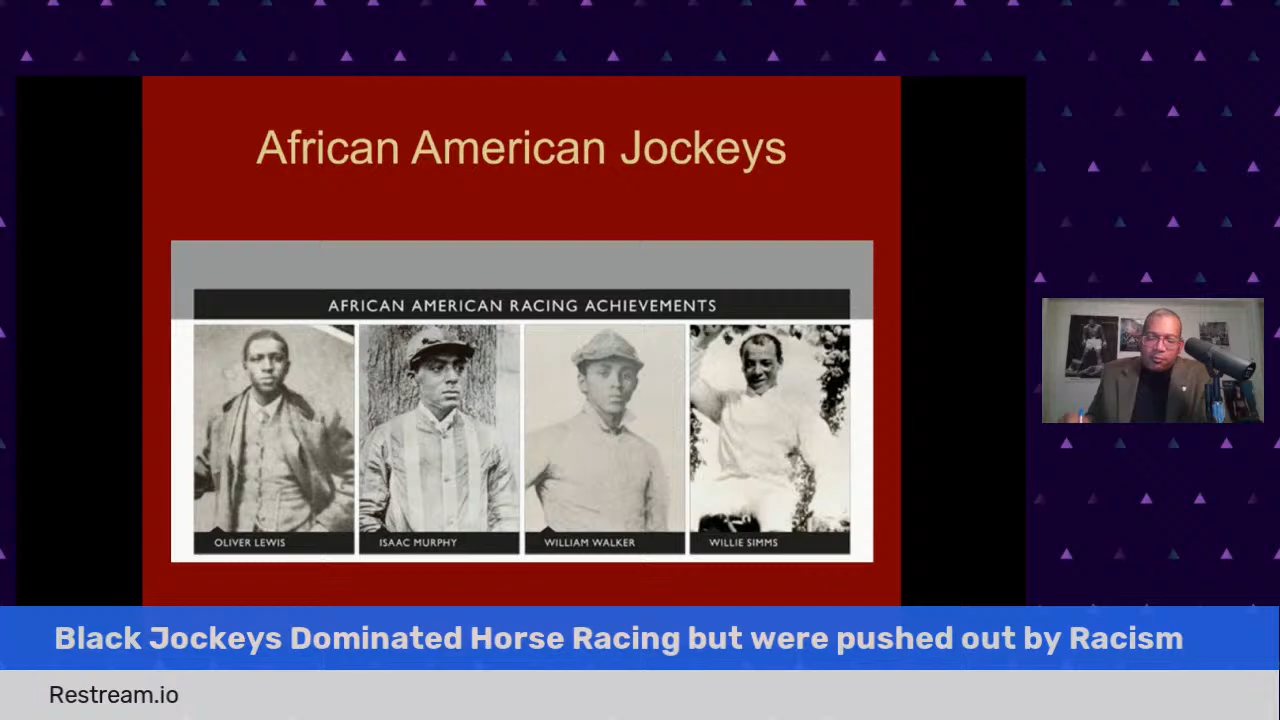 African American Jockeys
AFRICAN AMERICAN RACING ACHIEVEMENTS
OLIVER LEWIS
ISAAC MURPHY
WILLIAM WALKER
WILLIE SIMMS
Black Jockeys Dominated Horse Racing but were pushed out by Racism
Restream.io